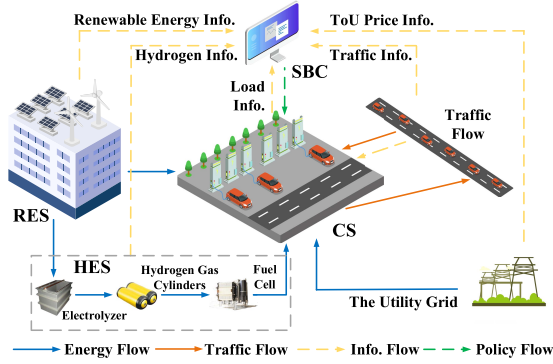 Renewable Energy Info.
ToU Price Info.
Hydrogen Info.
Traffic Info.
SBC
Load
Info.
Traffic
Flow
RES
CS
HES
Hydrogen Gas
Cylinders
Fuel
Cell
Electrolyzer
The Utility Grid
Energy Flow
Traffic Flow
Info. Flow
Policy Flow